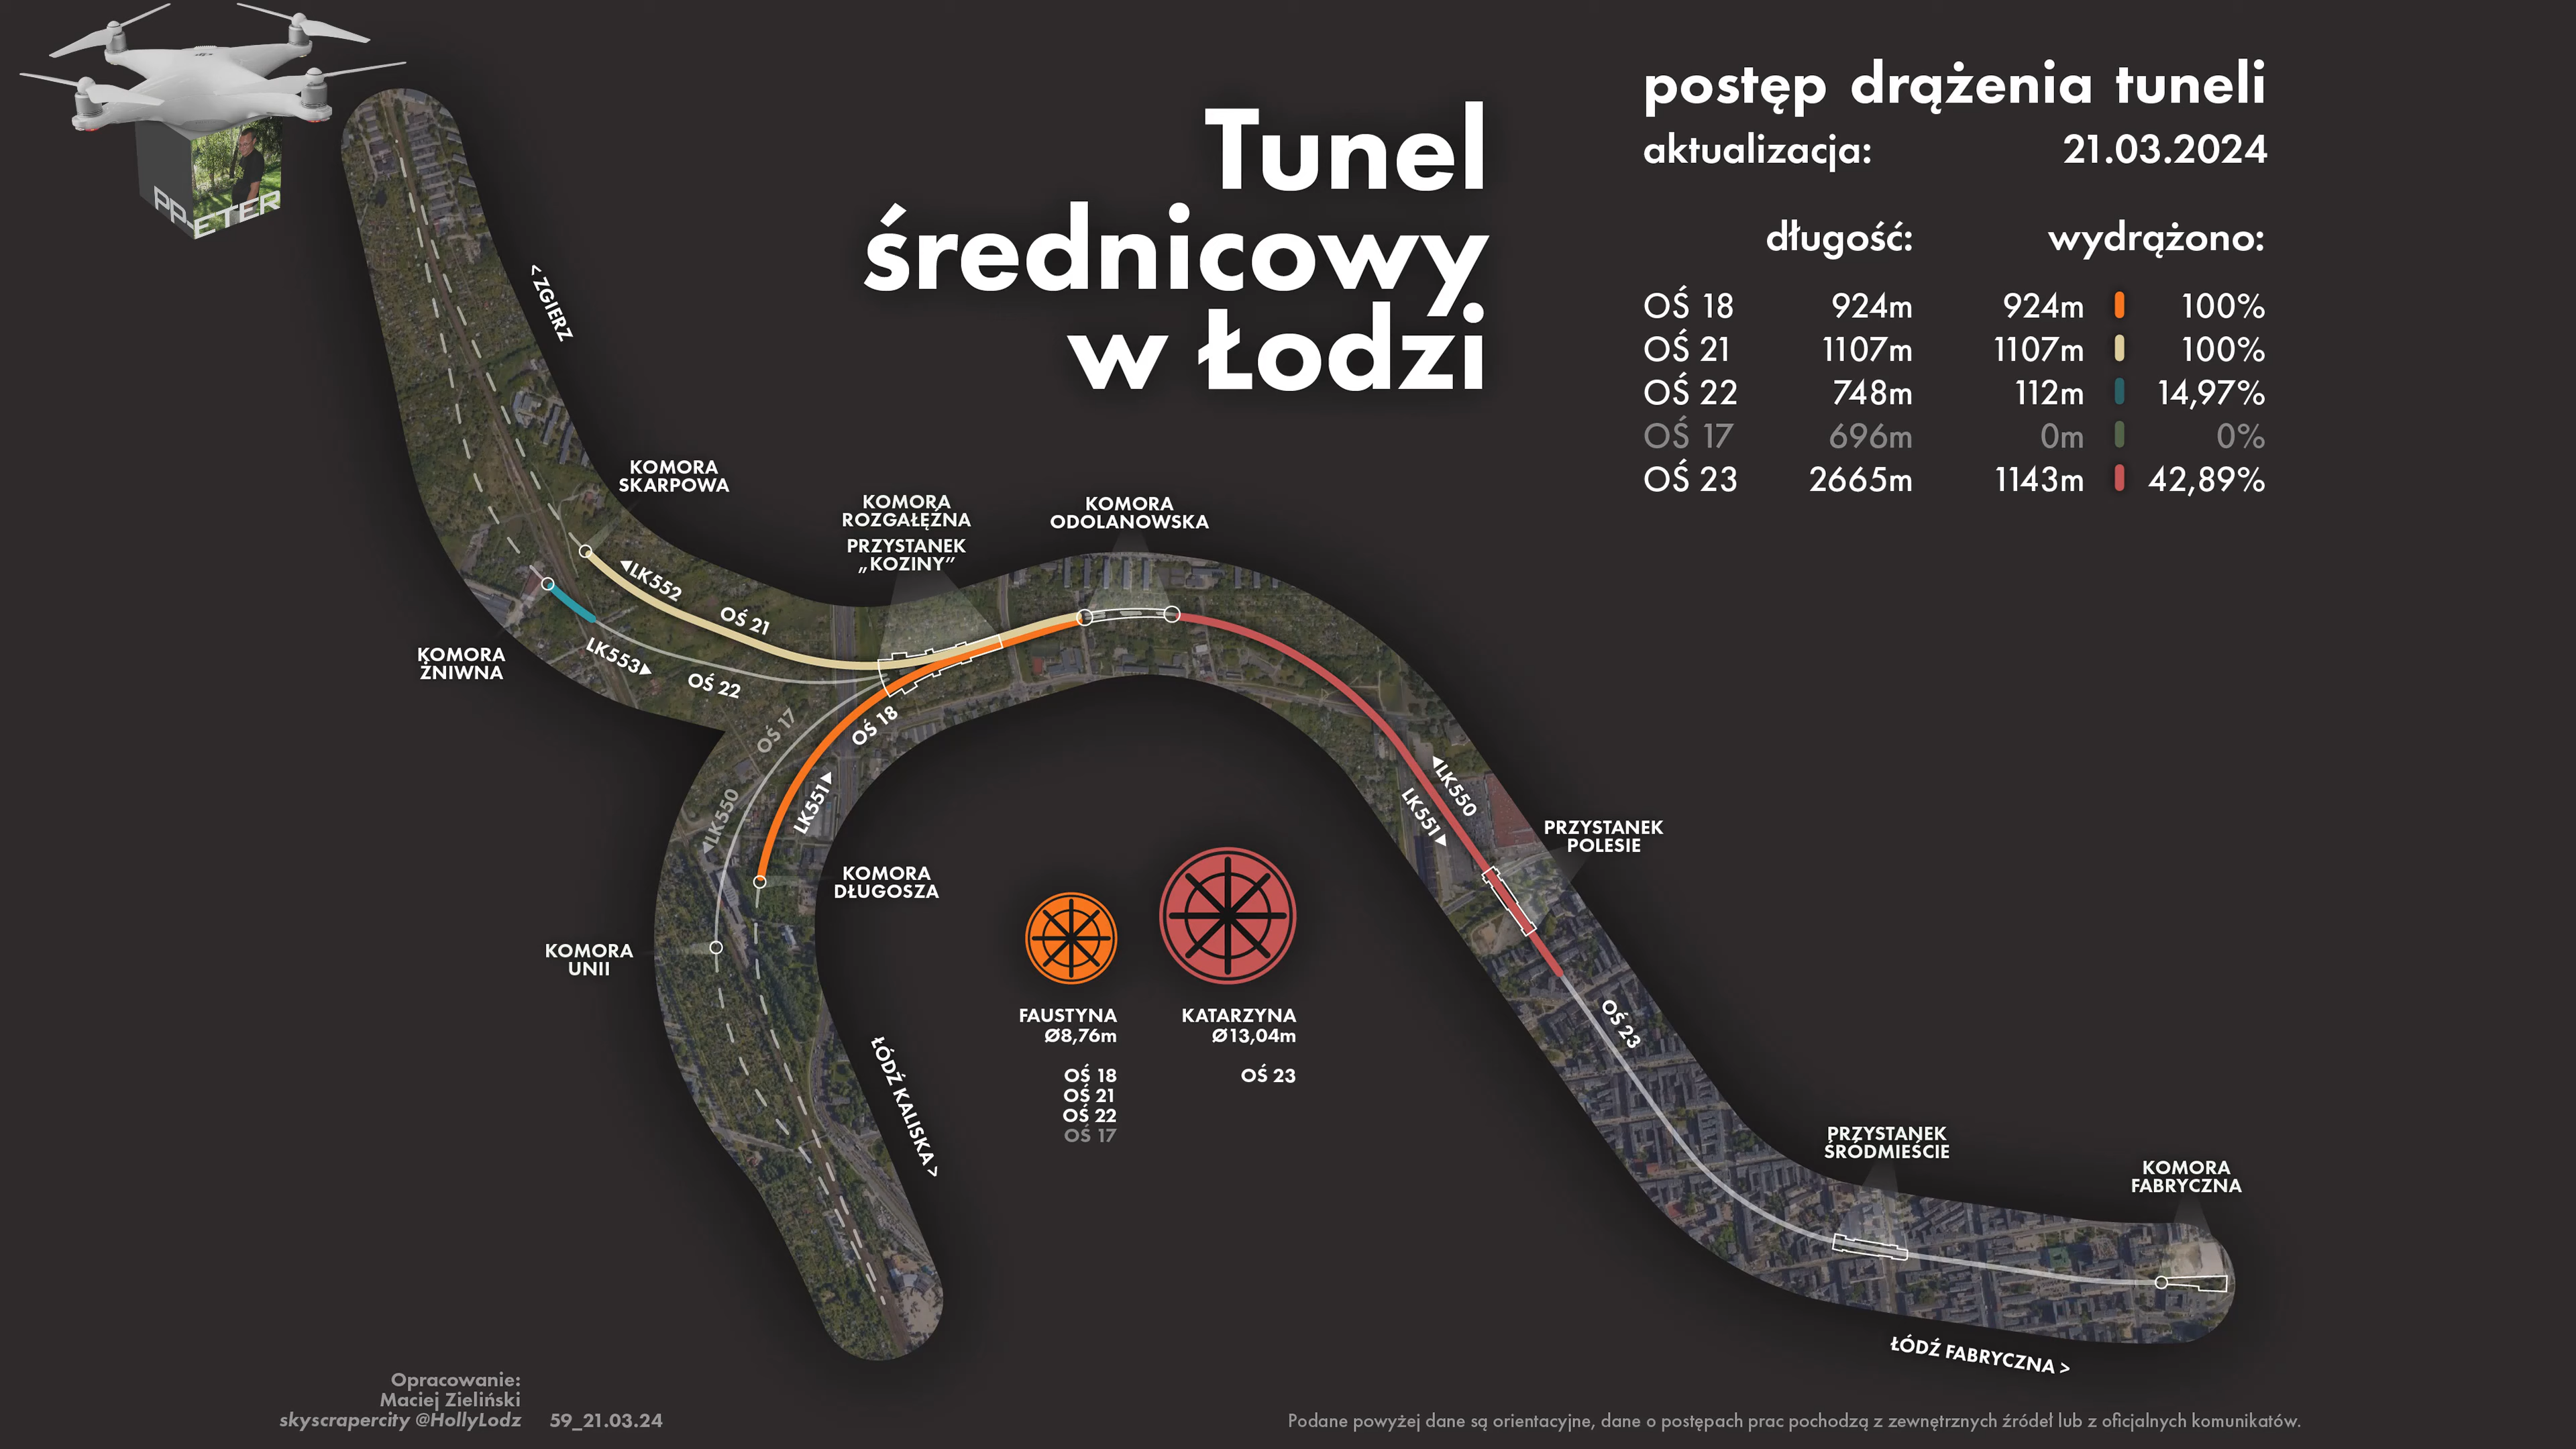 PP-ETER
Tunel
średnicowy
w Łodzi
postęp drążenia tuneli
aktualizacja: 21.03.2024
długość: wydrążono:
OŚ 18 924m 924m 100%
OŚ 21 1107m 1107m 100%
OŚ 22 748m 112m 14,97%
OŚ 17 696m 0m 0%
OŚ 23 2665m 1143m 42,89%
< ZGIERZ
KOMORA
SKARPOWA
KOMORA
ROZGAŁĘŹNA
PRZYSTANEK
„KOZINY”
KOMORA
ODOLANOWSKA
◄LK552
OŚ 21
KOMORA
ŻNIWNA
LK553►
OŚ 22
OŚ 17
OŚ 18
◄LK550
LK551►
◄LK550
LK551►
PRZYSTANEK
POLESIE
KOMORA
DŁUGOSZA
KOMORA
UNII
FAUSTYNA
Ø8,76m
OŚ 18
OŚ 21
OŚ 22
OŚ 17
KATARZYNA
Ø13,04m
OŚ 23
OŚ 23
ŁÓDŹ KALISKA >
PRZYSTANEK
ŚRÓDMIEŚCIE
KOMORA
FABRYCZNA
ŁÓDŹ FABRYCZNA >
Opracowanie:
Maciej Zieliński
skyscrapercity @HollyLodz 59_21.03.24
Podane powyżej dane są orientacyjne, dane o postępach prac pochodzą z zewnętrznych źródeł lub z oficjalnych komunikatów.